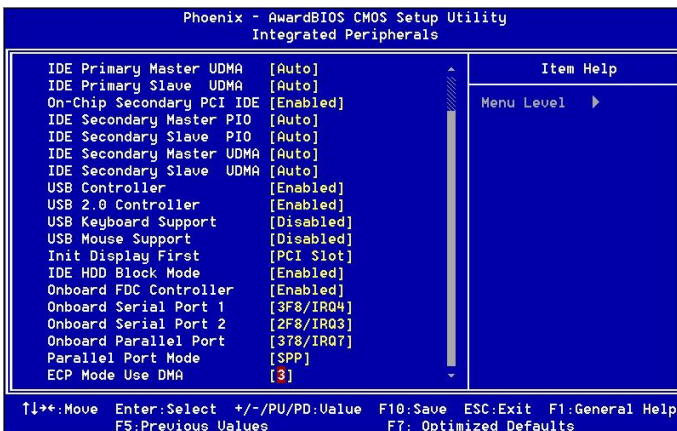 Phoenix - AwardBIOS CMOS Setup Utility
Integrated Peripherals
IDE Primary Master UDMA [Auto]
IDE Primary Slave UDMA [Auto]
On-Chip Secondary PCI IDE [Enabled]
IDE Secondary Master PIO [Auto]
IDE Secondary Slave PIO [Auto]
IDE Secondary Master UDMA [Auto]
IDE Secondary Slave UDMA [Auto]
USB Controller [Enabled]
USB 2.0 Controller [Enabled]
USB Keyboard Support [Disabled]
USB Mouse Support [Disabled]
Init Display First [PCI Slot]
IDE HDD Block Mode [Enabled]
Onboard FDC Controller [Enabled]
Onboard Serial Port 1 [3F8/IRQ4]
Onboard Serial Port 2 [2F8/IRQ3]
Onboard Parallel Port [378/IRQ7]
Parallel Port Mode [SPP]
ECP Mode Use DMA [3]
Item Help
Menu Level ▶
↑↓→←:Move Enter:Select +/-/PU/PD:Value F10:Save ESC:Exit F1:General Help
F5:Previous Values F7: Optimized Defaults